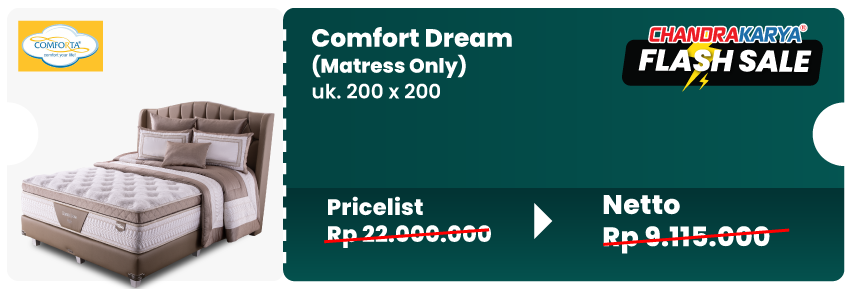 COMFORTA
comfort your life!
Comfort Dream
(Matress Only)
uk. 200 x 200
CHANDRAKARYA®
FLASH SALE
Pricelist
Rp 22.000.000
Netto
Rp 9.115.000